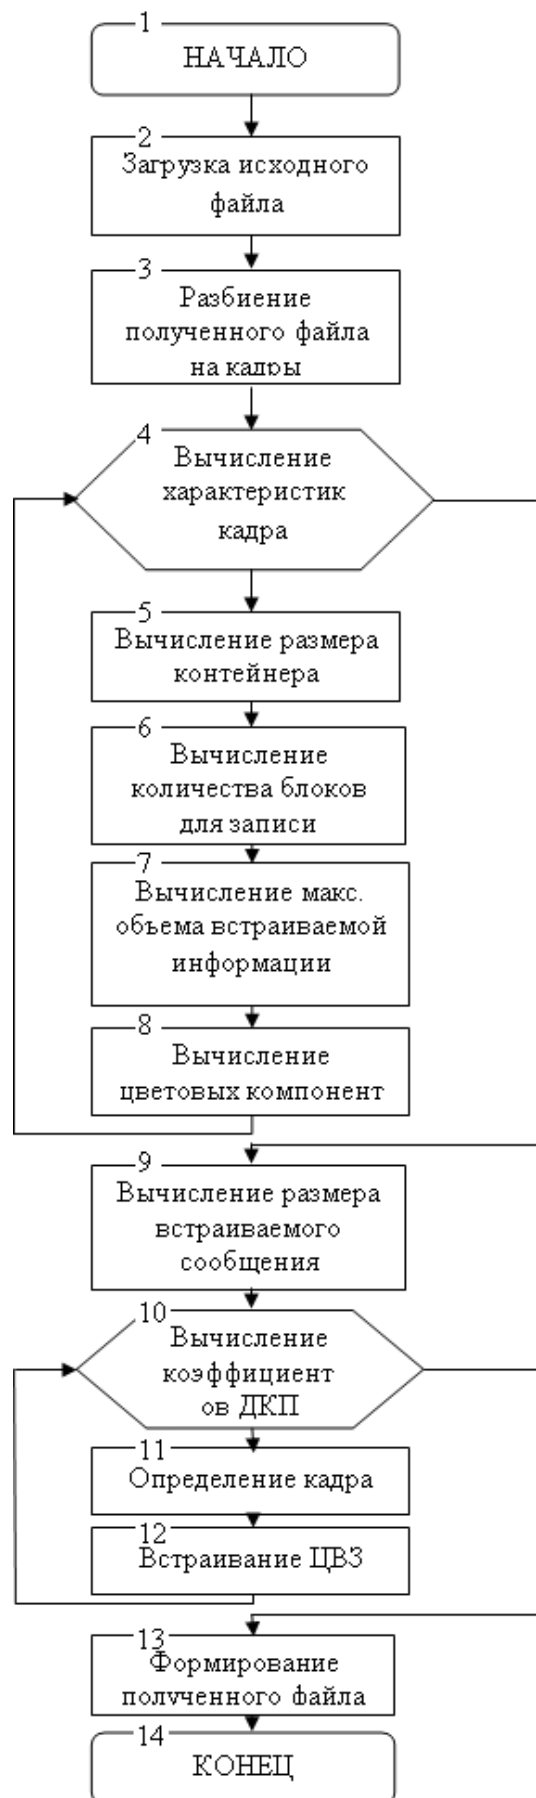 1
НАЧАЛО
2
Загрузка исходного
файла
3
Разбиение
полученного файла
на кадры
4
Вычисление
характеристик
кадра
5
Вычисление размера
контейнера
6
Вычисление
количества блоков
для записи
7
Вычисление макс.
объема встраиваемой
информации
8
Вычисление
цветовых компонент
9
Вычисление размера
встраиваемого
сообщения
10
Вычисление
коэффициент
ов ДКП
11
Определение кадра
12
Встраивание ЦВЗ
13
Формирование
полученного файла
14
КОНЕЦ